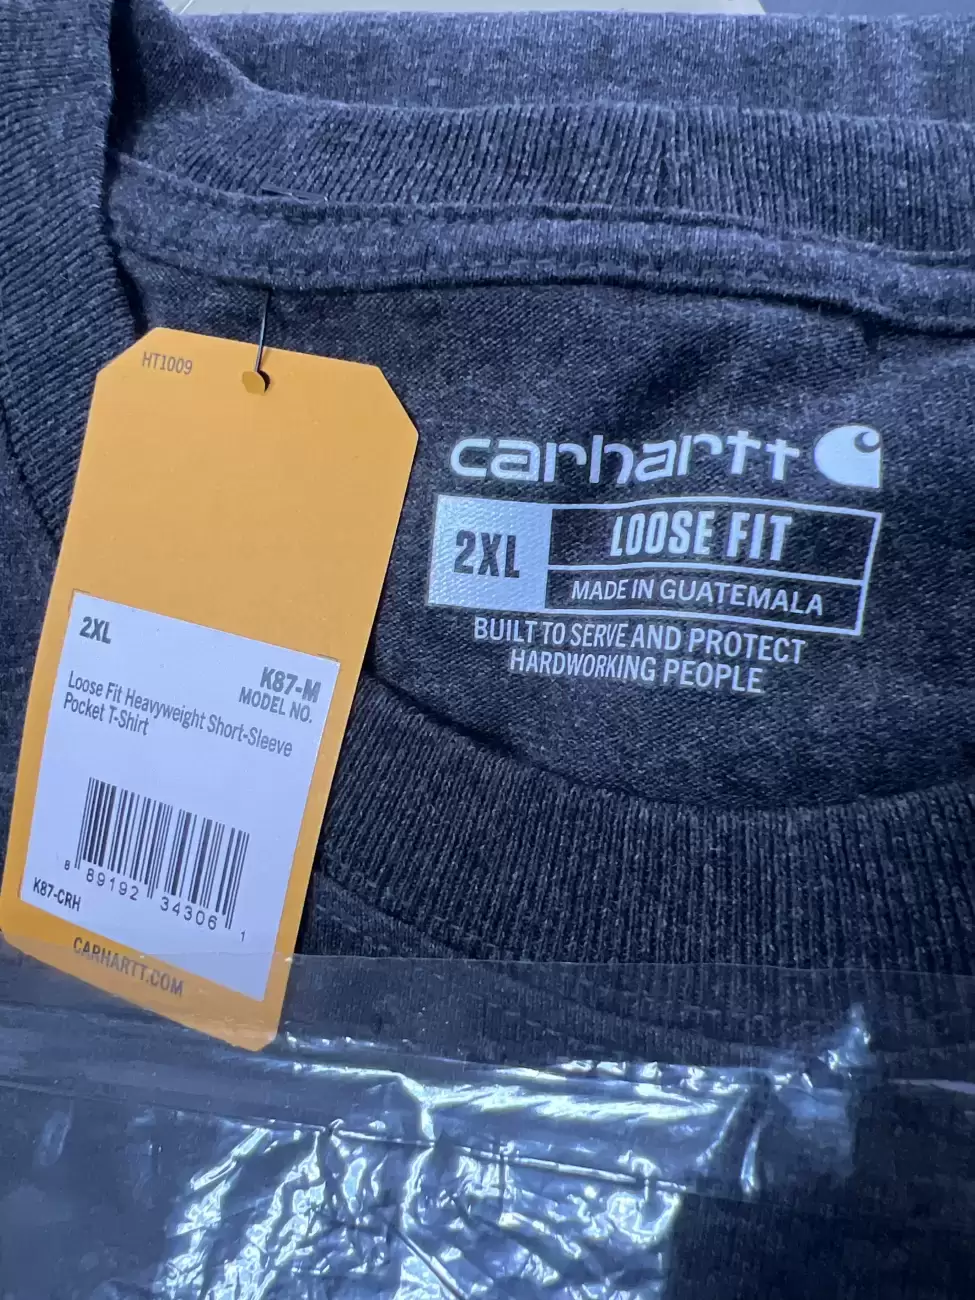 HT1009
2XL
K87-M
MODEL NO.
Loose Fit Heavyweight Short-Sleeve
Pocket T-Shirt
8 89192 34306 1
K87-CRH
CARHARTT.COM
carhartt
2XL
LOOSE FIT
MADE IN GUATEMALA
BUILT TO SERVE AND PROTECT
HARDWORKING PEOPLE